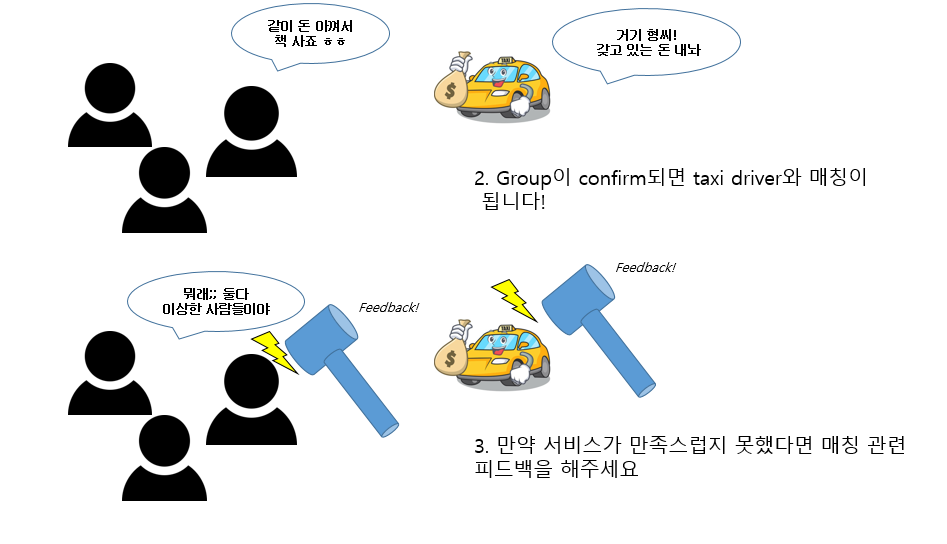 같이 돈 아껴서
책 사죠 ㅎㅎ
거기 형씨!
갖고 있는 돈 내놔
TAXI
$
2. Group이 confirm되면 taxi driver와 매칭이
됩니다!
뭐래;; 둘다
이상한 사람들이야
Feedback!
Feedback!
TAXI
$
3. 만약 서비스가 만족스럽지 못했다면 매칭 관련
피드백을 해주세요